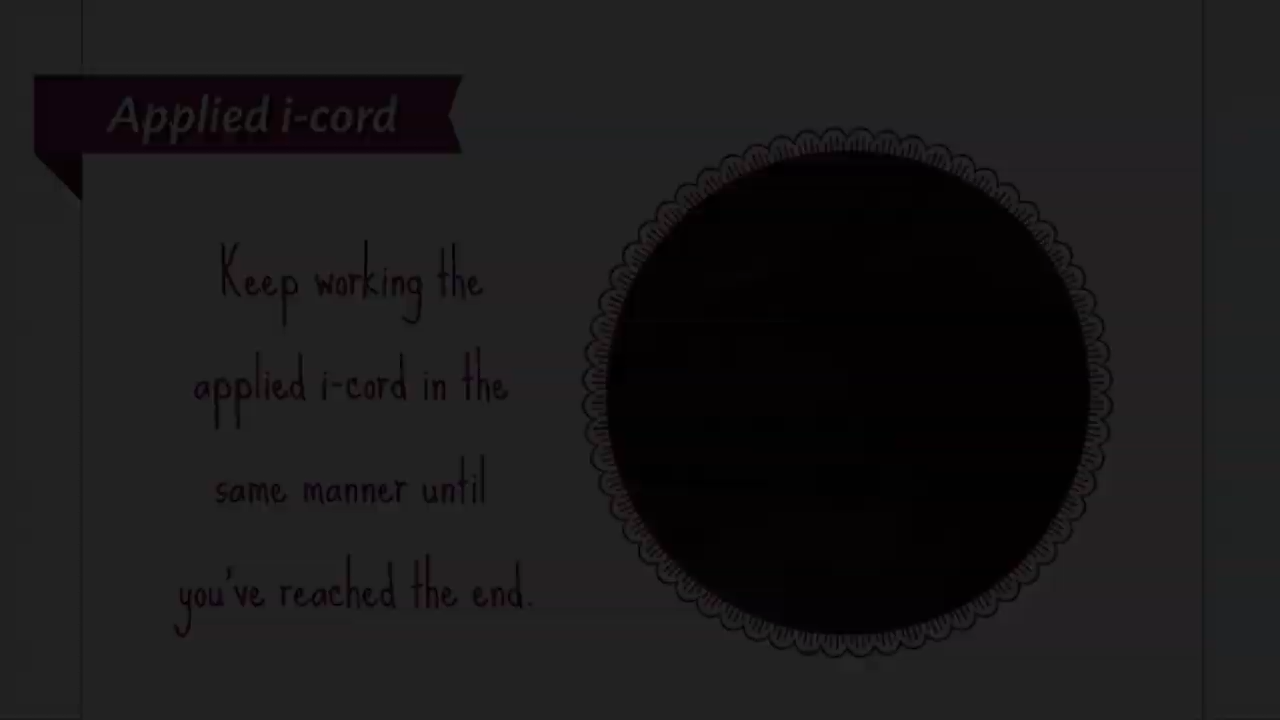 Applied i-cord
Keep working the
applied i-cord in the
same manner until
you've reached the end.